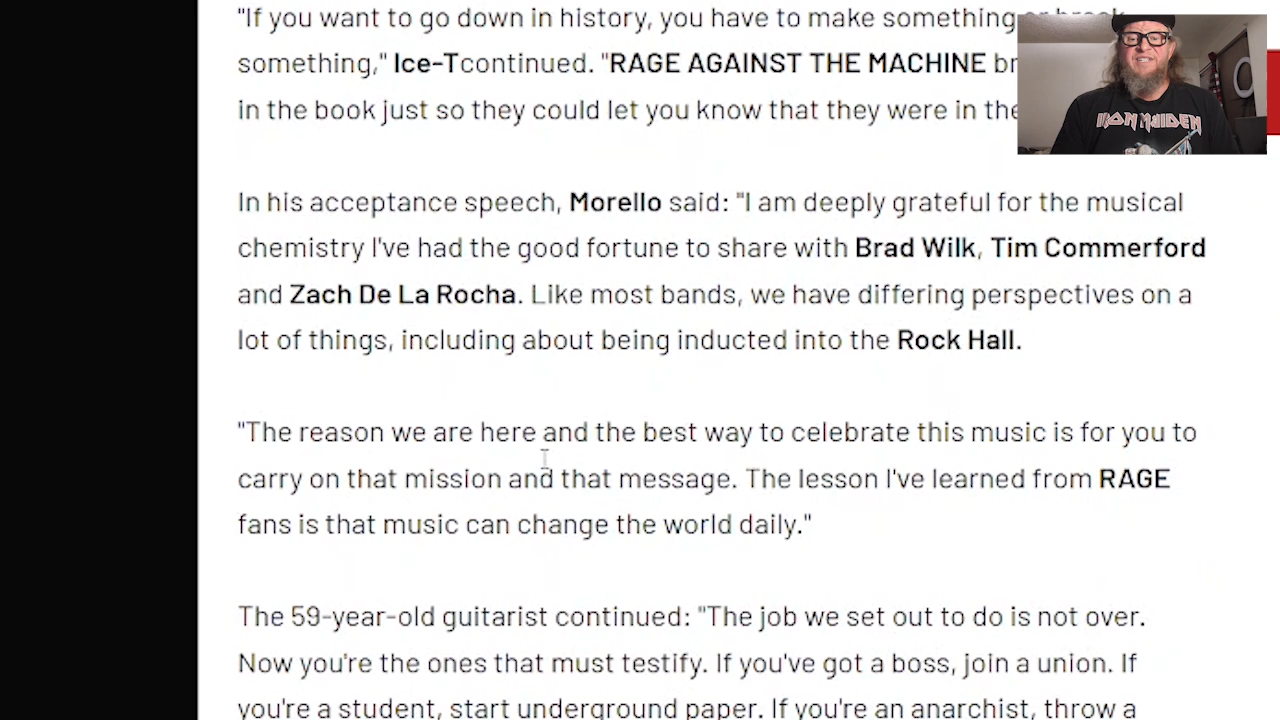 "If you want to go down in history, you have to make something or break
something," Ice-Tcontinued. "RAGE AGAINST THE MACHINE
in the book just so they could let you know that they were in the
IRON MAIDEN
In his acceptance speech, Morello said: "I am deeply grateful for the musical
chemistry I've had the good fortune to share with Brad Wilk, Tim Commerford
and Zach De La Rocha. Like most bands, we have differing perspectives on a
lot of things, including about being inducted into the Rock Hall.
"The reason we are here and the best way to celebrate this music is for you to
carry on that mission and that message. The lesson I've learned from RAGE
fans is that music can change the world daily."
The 59-year-old guitarist continued: "The job we set out to do is not over.
Now you're the ones that must testify. If you've got a boss, join a union. If
you're a student, start underground paper. If you're an anarchist, throw a